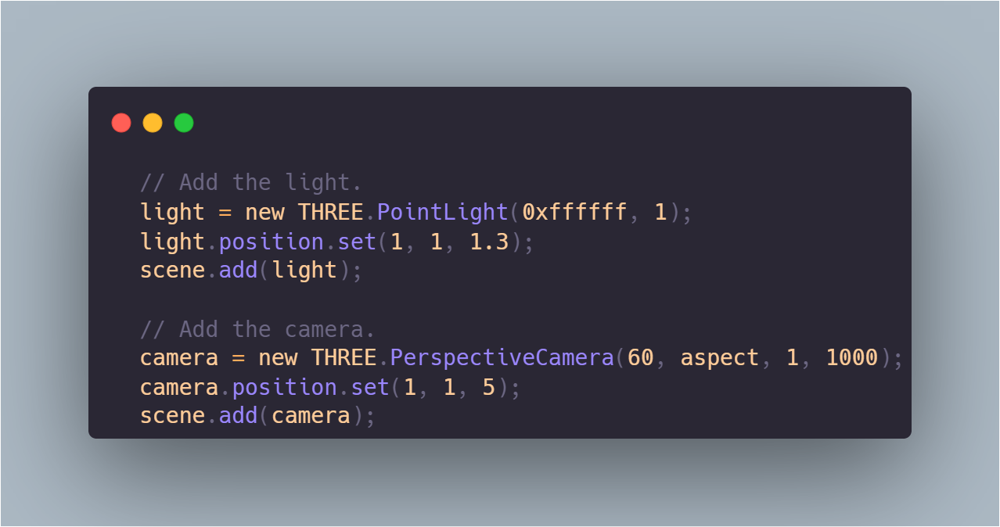 // Add the light.
light = new THREE.PointLight(0xffffff, 1);
light.position.set(1, 1, 1.3);
scene.add(light);

// Add the camera.
camera = new THREE.PerspectiveCamera(60, aspect, 1, 1000);
camera.position.set(1, 1, 5);
scene.add(camera);